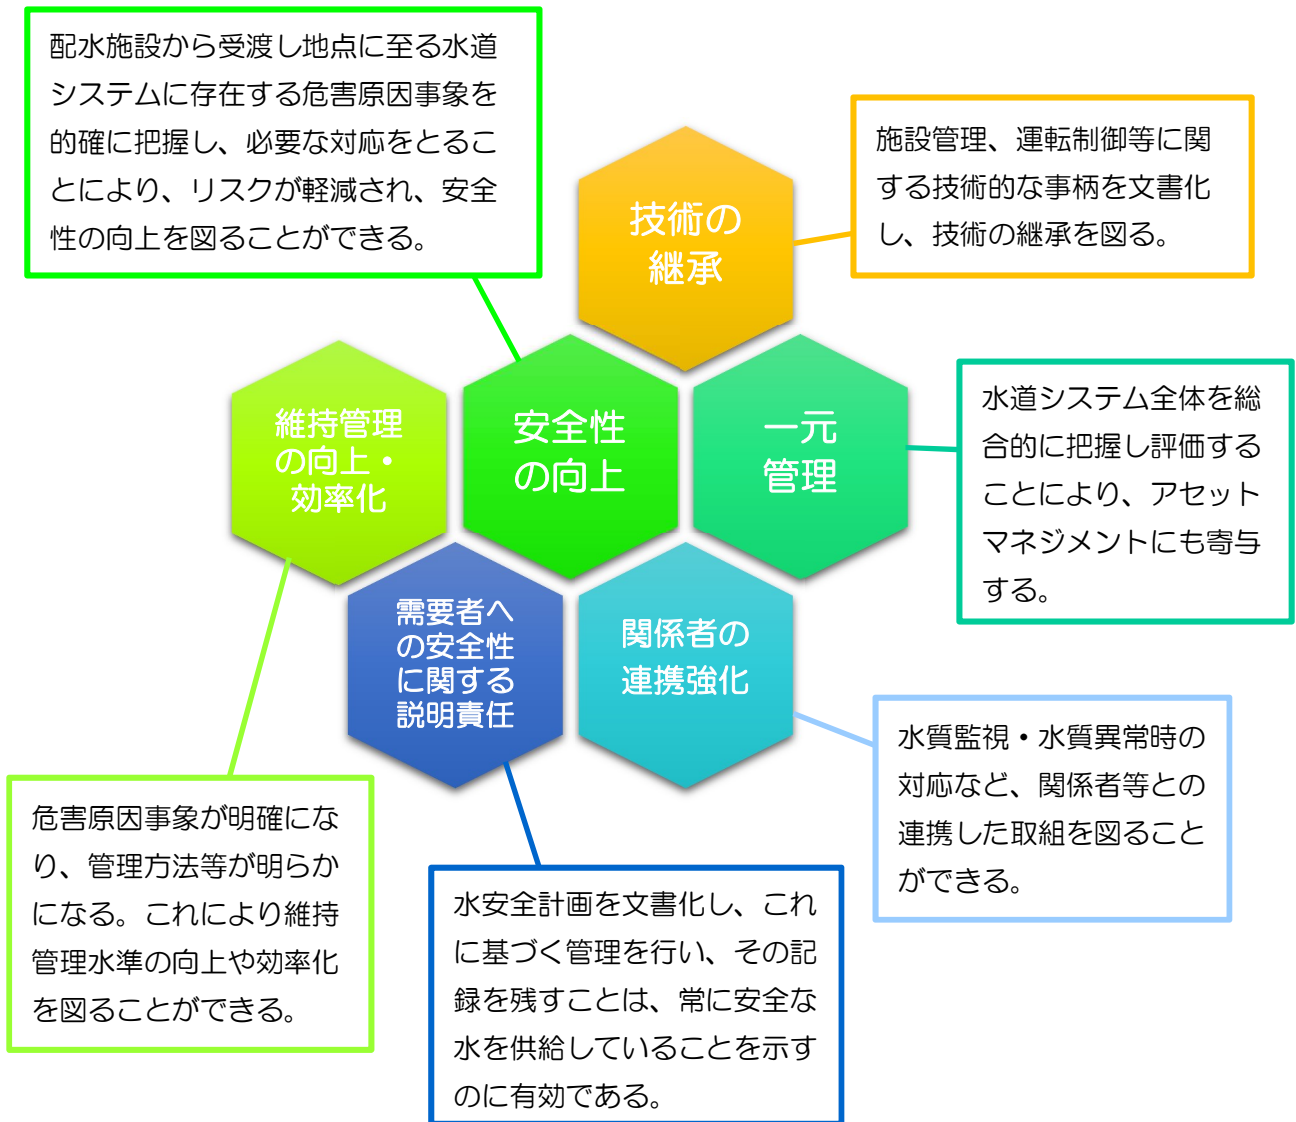 配水施設から受渡し地点に至る水道
システムに存在する危害原因事象を
的確に把握し、必要な対応をとるこ
とにより、リスクが軽減され、安全
性の向上を図ることができる。
施設管理、運転制御等に関
する技術的な事柄を文書化
し、技術の継承を図る。
技術の
継承
維持管理
の向上・
効率化
安全性
の向上
一元
管理
水道システム全体を総
合的に把握し評価する
ことにより、アセット
マネジメントにも寄与
する。
需要者へ
の安全性
に関する
説明責任
関係者の
連携強化
水質監視・水質異常時の
対応など、関係者等との
連携した取組を図ること
ができる。
危害原因事象が明確にな
り、管理方法等が明らか
になる。これにより維持
管理水準の向上や効率化
を図ることができる。
水安全計画を文書化し、これ
に基づく管理を行い、その記
録を残すことは、常に安全な
水を供給していることを示す
のに有効である。